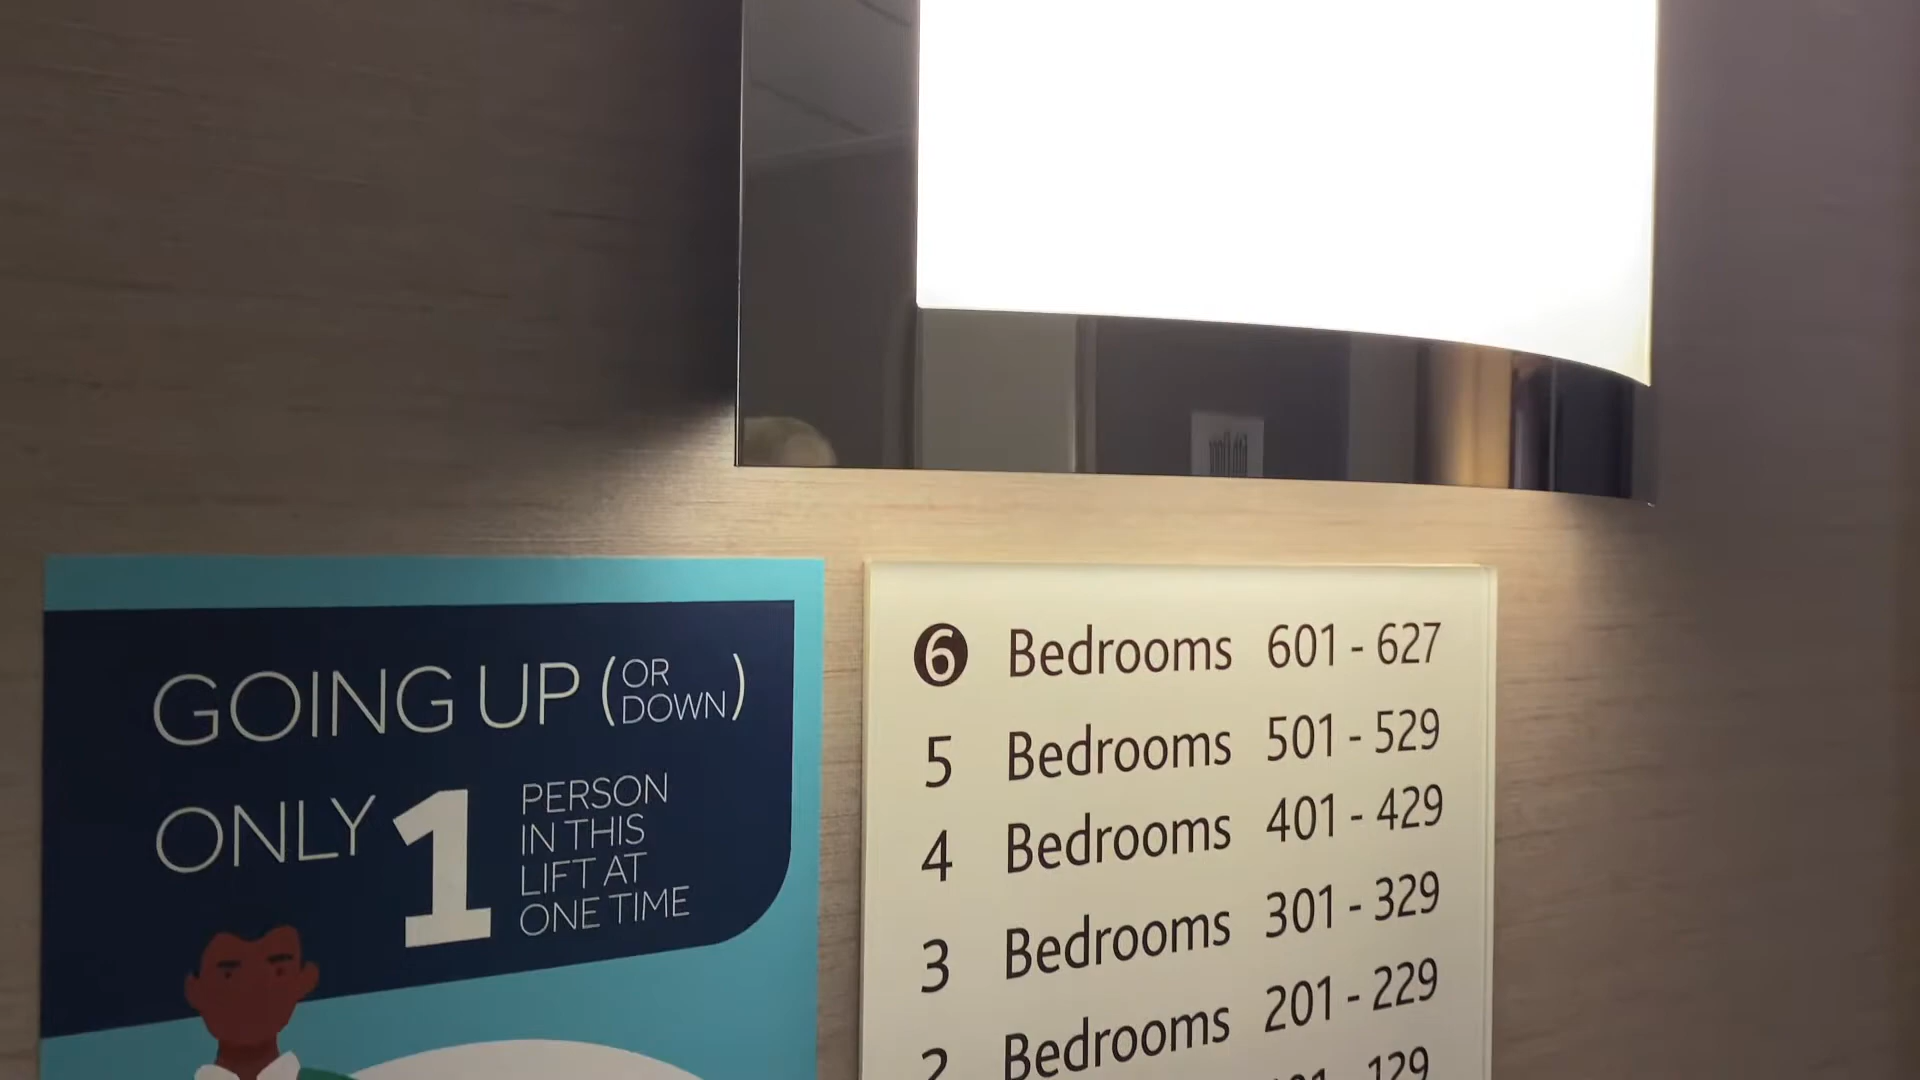 GOING UP (OR DOWN)
ONLY 1 PERSON IN THIS LIFT AT ONE TIME
6 Bedrooms 601 - 627
5 Bedrooms 501 - 529
4 Bedrooms 401 - 429
3 Bedrooms 301 - 329
2 Bedrooms 201 - 229
129